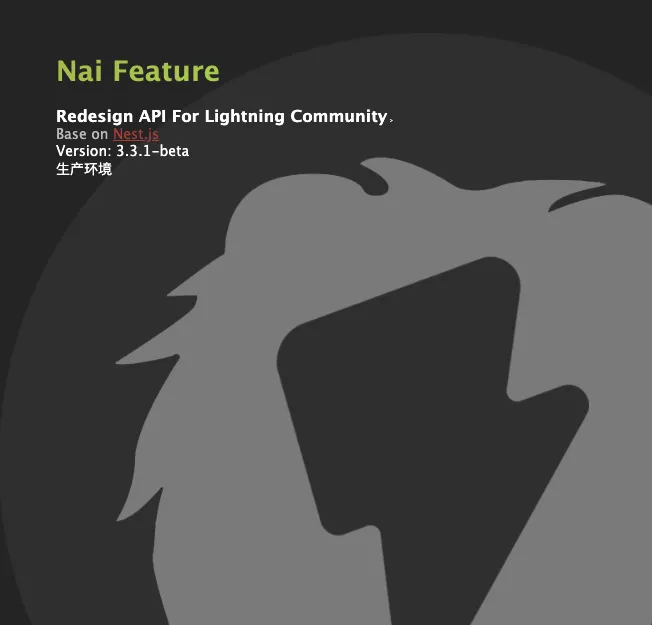 Nai Feature
Redesign API For Lightning Community.
Base on Nest.js
Version: 3.3.1-beta
生产环境